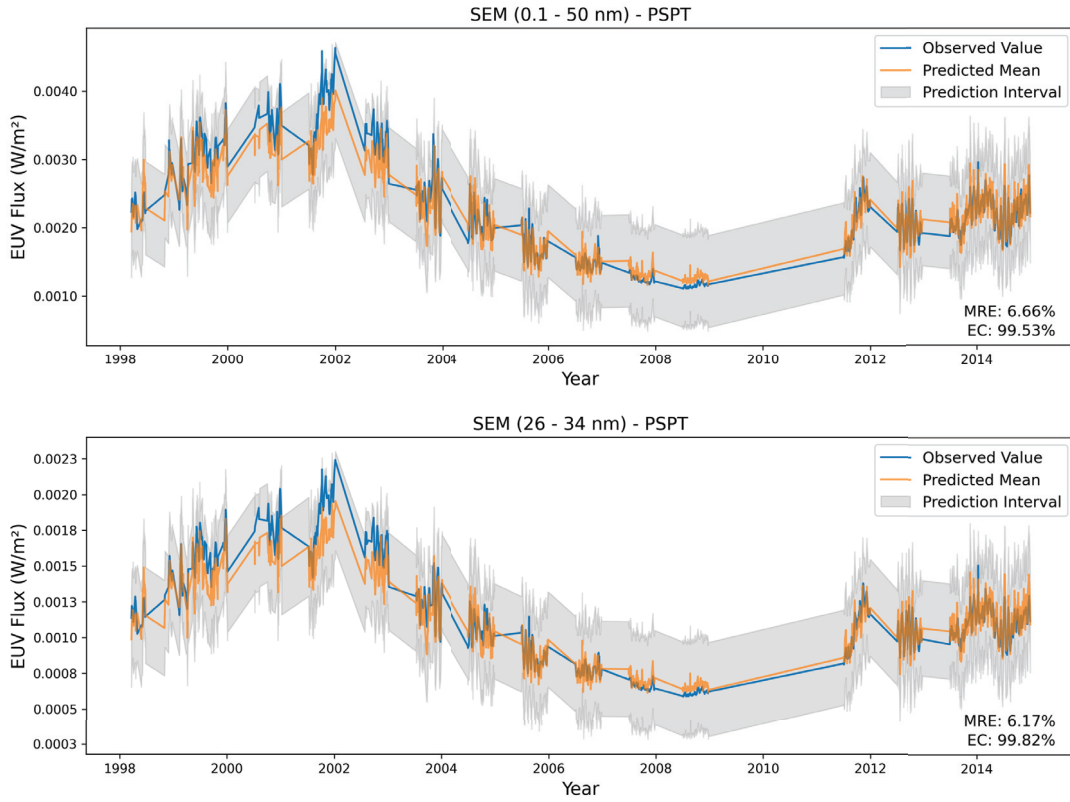 SEM (0.1 - 50 nm) - PSPT
Observed Value
Predicted Mean
Prediction Interval
0.0040
0.0030
0.0020
0.0010
EUV Flux (W/m²)
MRE: 6.66%
EC: 99.53%
1998 2000 2002 2004 2006 2008 2010 2012 2014
Year
SEM (26 - 34 nm) - PSPT
Observed Value
Predicted Mean
Prediction Interval
0.0023
0.0020
0.0018
0.0015
0.0013
0.0010
0.0008
0.0005
0.0003
EUV Flux (W/m²)
MRE: 6.17%
EC: 99.82%
1998 2000 2002 2004 2006 2008 2010 2012 2014
Year